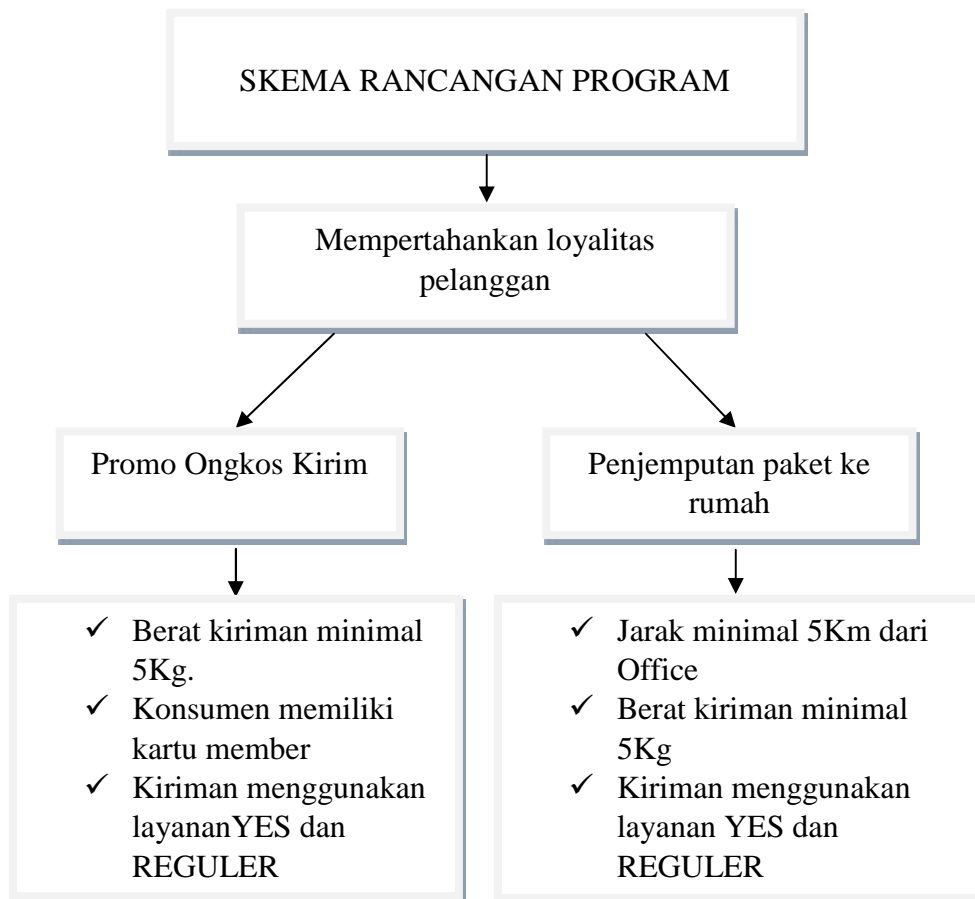 SKEMA RANCANGAN PROGRAM
Mempertahankan loyalitas
pelanggan
Promo Ongkos Kirim
Penjemputan paket ke
rumah
✓ Berat kiriman minimal
5Kg.
✓ Konsumen memiliki
kartu member
✓ Kiriman menggunakan
layananYES dan
REGULER
✓ Jarak minimal 5Km dari
Office
✓ Berat kiriman minimal
5Kg
✓ Kiriman menggunakan
layanan YES dan
REGULER